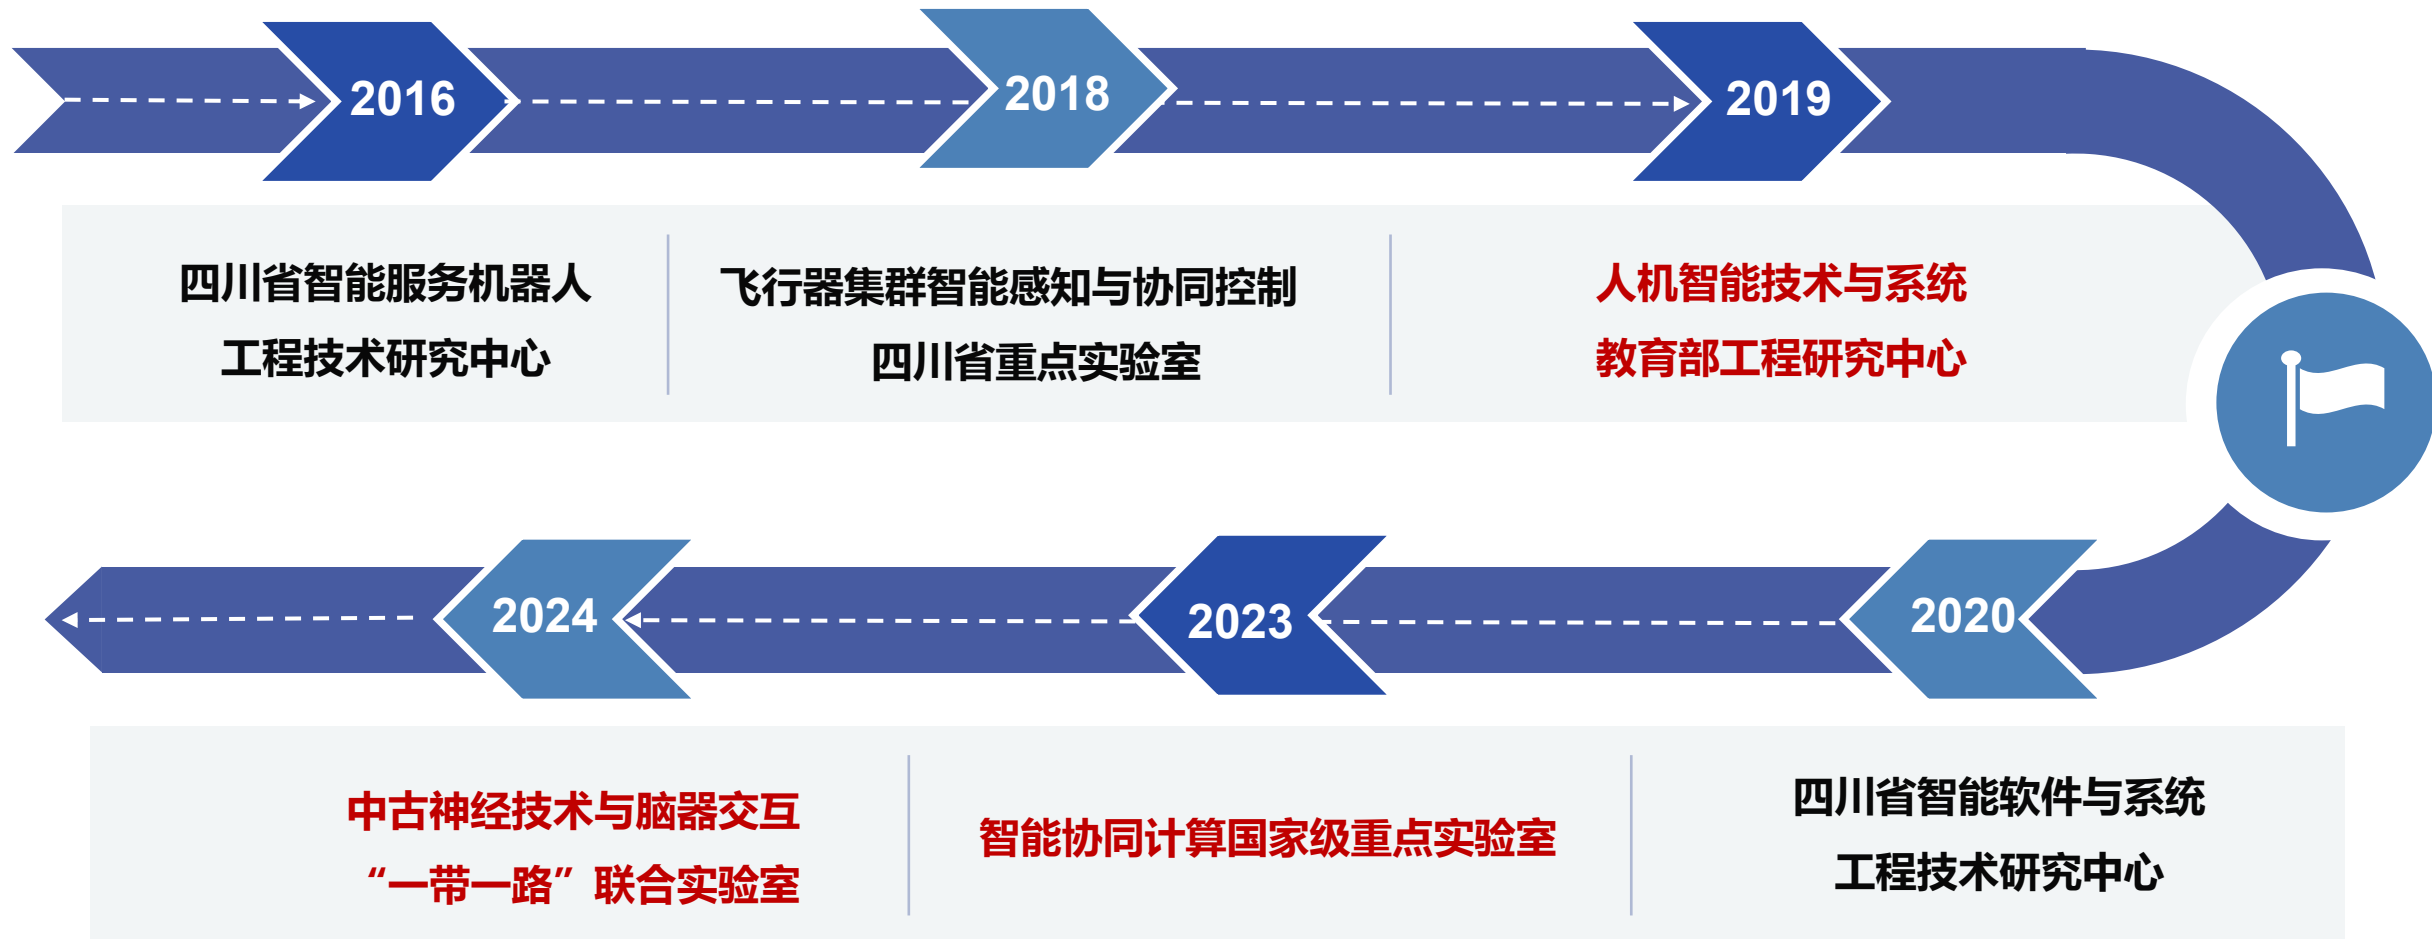 2016
2018
2019
四川省智能服务机器人
工程技术研究中心
飞行器集群智能感知与协同控制
四川省重点实验室
人机智能技术与系统
教育部工程研究中心
2024
2023
2020
中古神经技术与脑器交互
“一带一路”联合实验室
智能协同计算国家级重点实验室
四川省智能软件与系统
工程技术研究中心